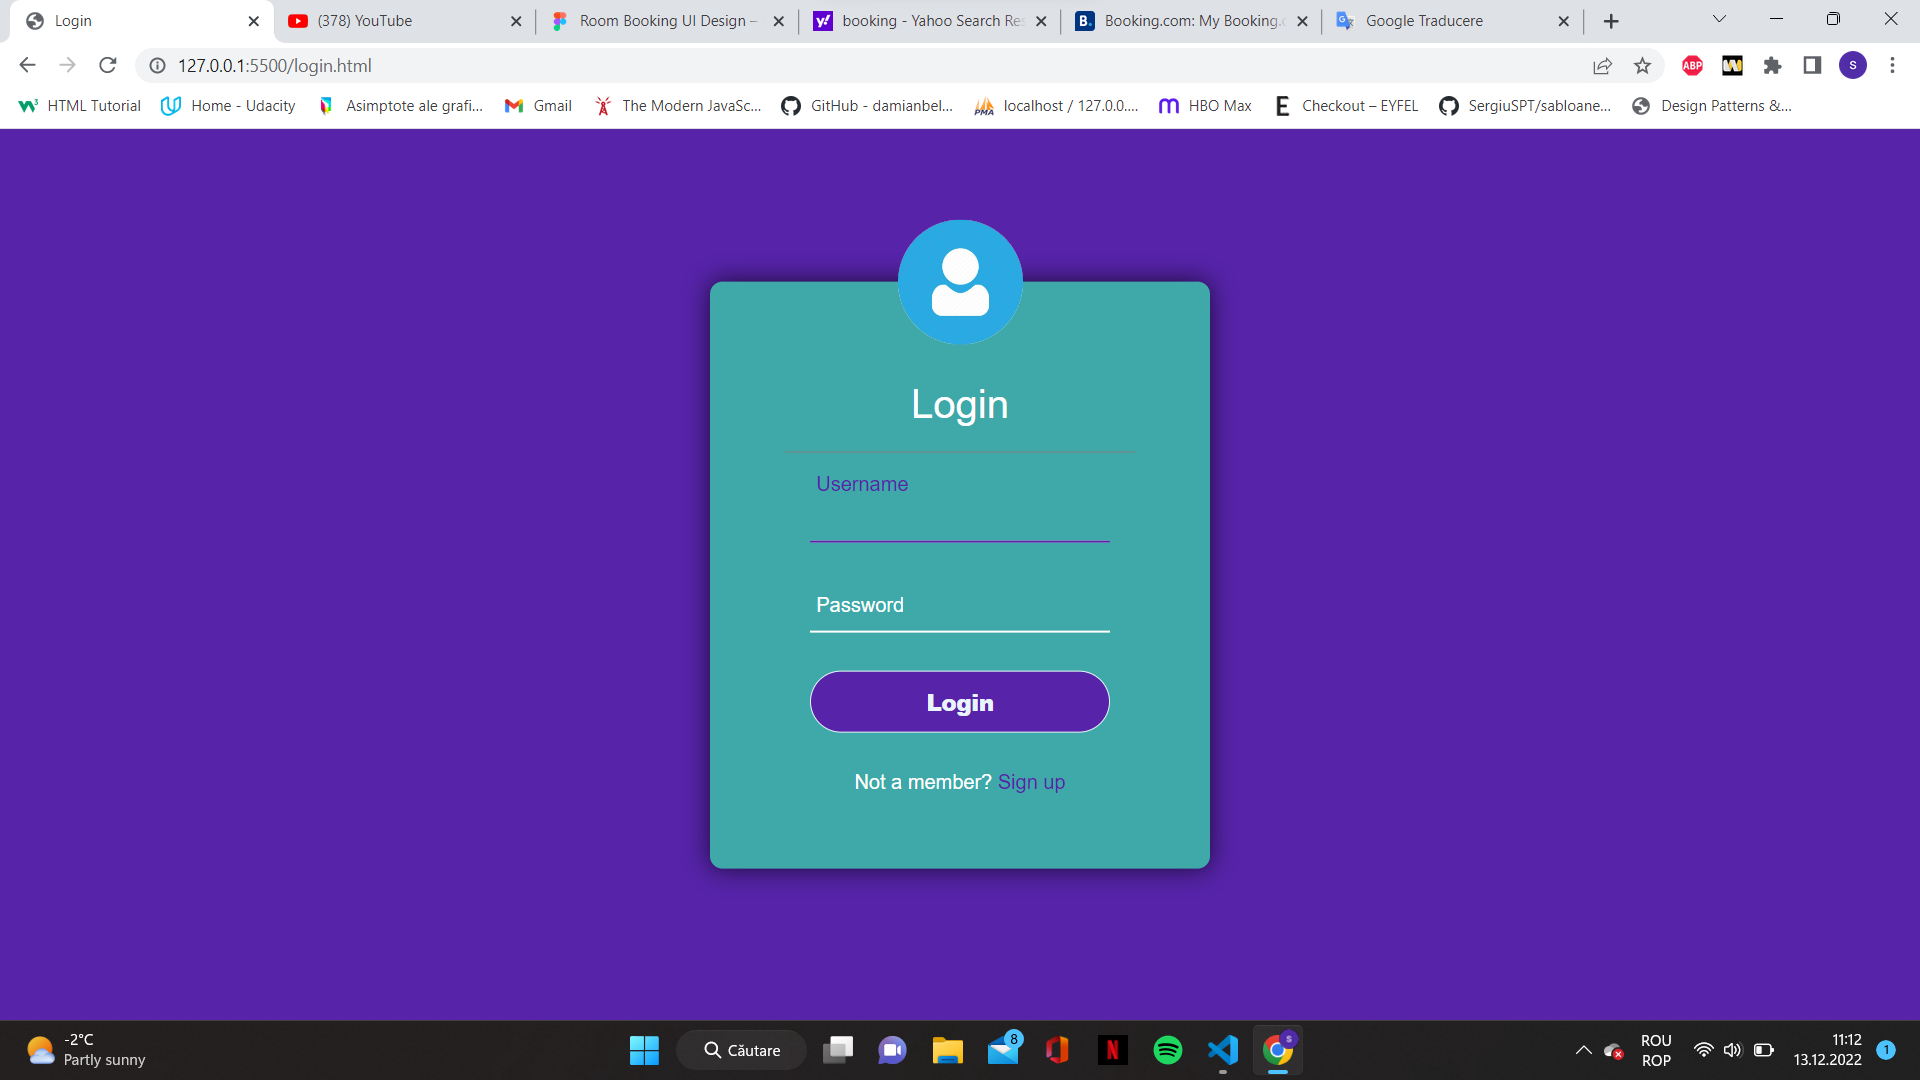 Login
(378) YouTube
Room Booking UI Design –
booking - Yahoo Search Res
Booking.com: My Booking.c
Google Traducere
127.0.0.1:5500/login.html
ABP
S
HTML Tutorial
Home - Udacity
Asimptote ale grafi...
Gmail
The Modern JavaSc...
GitHub - damianbel...
localhost / 127.0.0....
HBO Max
Checkout – EYFEL
SergiuSPT/sabloane...
Design Patterns &...
Login
Username
Password
Login
Not a member? Sign up
-2°C
Partly sunny
Căutare
8
ROU
ROP
11:12
13.12.2022
1